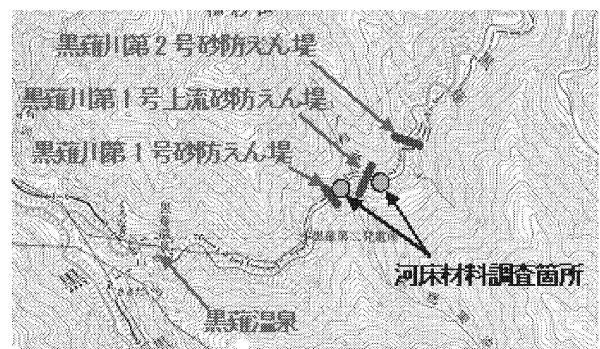 黒薙川第２号砂防えん堤
黒薙川第１号上流砂防えん堤
黒薙川第１号砂防えん堤
河床材料調査箇所
黒薙温泉